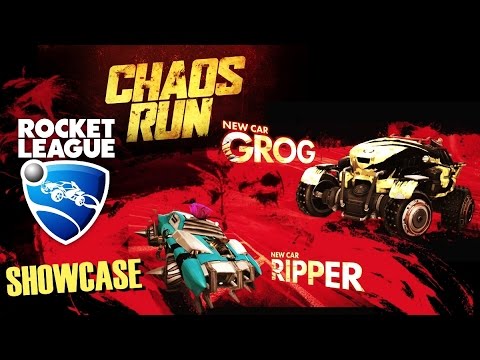 CHAOS
RUN
ROCKET
LEAGUE
NEW CAR
GROG
NEW CAR
RIPPER
SHOWCASE